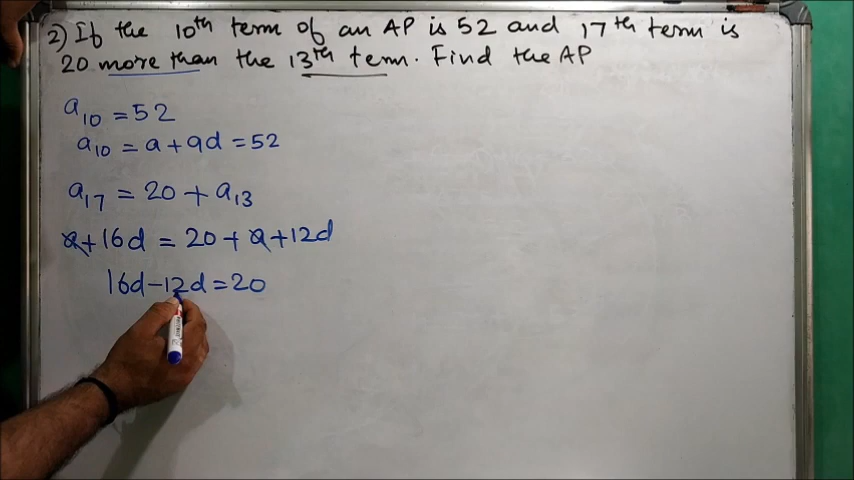 2) If the 10th term of an AP is 52 and 17th term is
20 more than the 13th term. Find the AP
a10 = 52
a10 = a + 9d = 52
a17 = 20 + a13
a + 16d = 20 + a + 12d
16d - 12d = 20